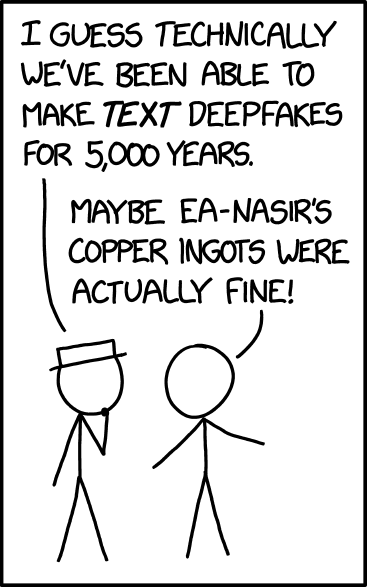 I GUESS TECHNICALLY
WE'VE BEEN ABLE TO
MAKE TEXT DEEPFAKES
FOR 5,000 YEARS.
MAYBE EA-NASIR'S
COPPER INGOTS WERE
ACTUALLY FINE!